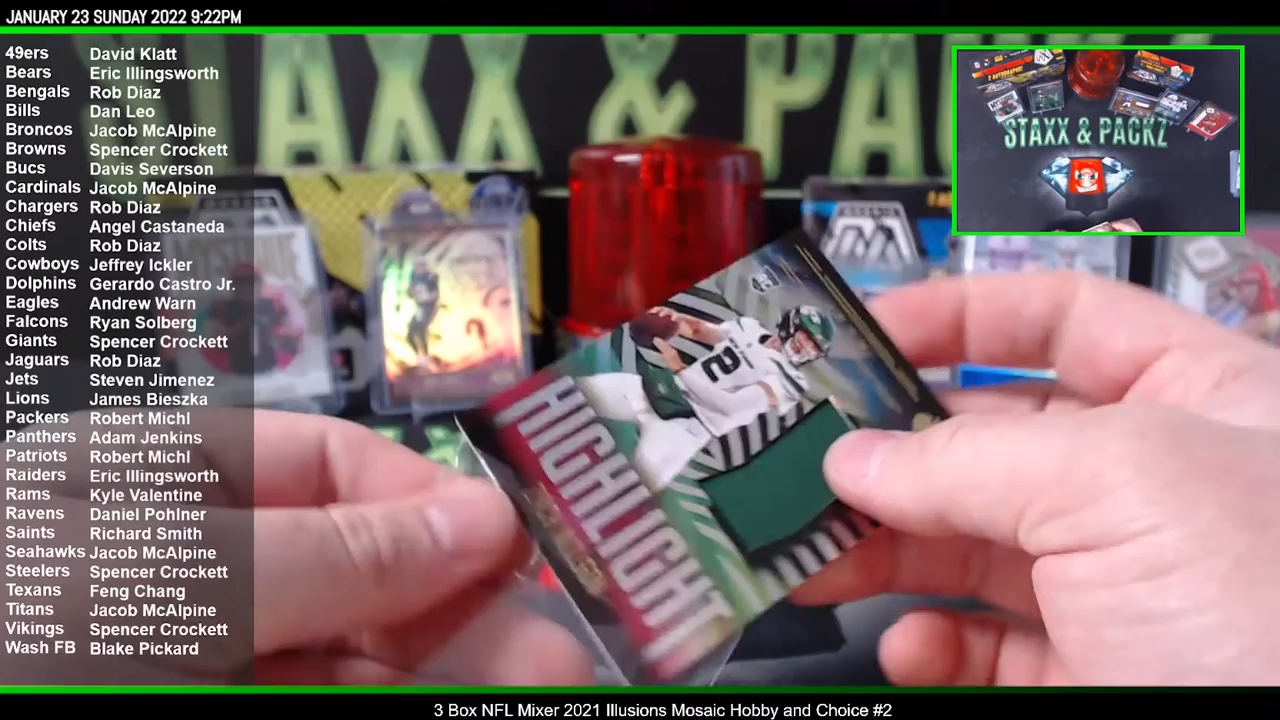 JANUARY 23 SUNDAY 2022 9:22PM
49ers David Klatt
Bears Eric Illingsworth
Bengals Rob Diaz
Bills Dan Leo
Broncos Jacob McAlpine
Browns Spencer Crockett
Bucs Davis Severson
Cardinals Jacob McAlpine
Chargers Rob Diaz
Chiefs Angel Castaneda
Colts Rob Diaz
Cowboys Jeffrey Ickler
Dolphins Gerardo Castro Jr.
Eagles Andrew Warn
Falcons Ryan Solberg
Giants Spencer Crockett
Jaguars Rob Diaz
Jets Steven Jimenez
Lions James Bieszka
Packers Robert Michl
Panthers Adam Jenkins
Patriots Robert Michl
Raiders Eric Illingsworth
Rams Kyle Valentine
Ravens Daniel Pohlner
Saints Richard Smith
Seahawks Jacob McAlpine
Steelers Spencer Crockett
Texans Feng Chang
Titans Jacob McAlpine
Vikings Spencer Crockett
Wash FB Blake Pickard
STAXX & PACK
STAXX & PACKZ
2
HIGHLIGHT
3 Box NFL Mixer 2021 Illusions Mosaic Hobby and Choice #2